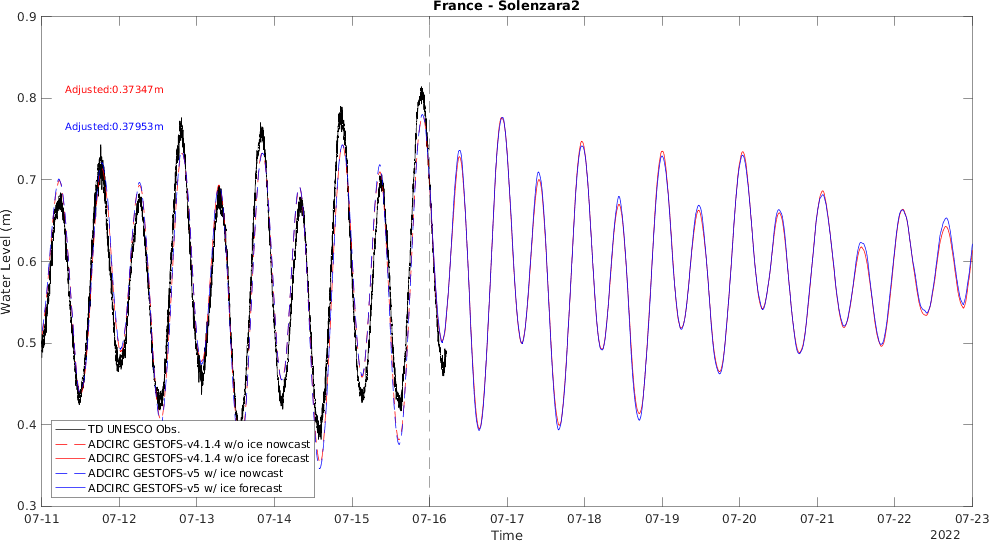 France - Solenzara2
0.9
0.8
0.7
0.6
0.5
0.4
0.3
Water Level (m)
Adjusted:0.37347m
Adjusted:0.37953m
TD UNESCO Obs.
ADCIRC GESTOFS-v4.1.4 w/o ice nowcast
ADCIRC GESTOFS-v4.1.4 w/o ice forecast
ADCIRC GESTOFS-v5 w/ ice nowcast
ADCIRC GESTOFS-v5 w/ ice forecast
07-11 07-12 07-13 07-14 07-15 07-16 07-17 07-18 07-19 07-20 07-21 07-22 07-23
Time
2022